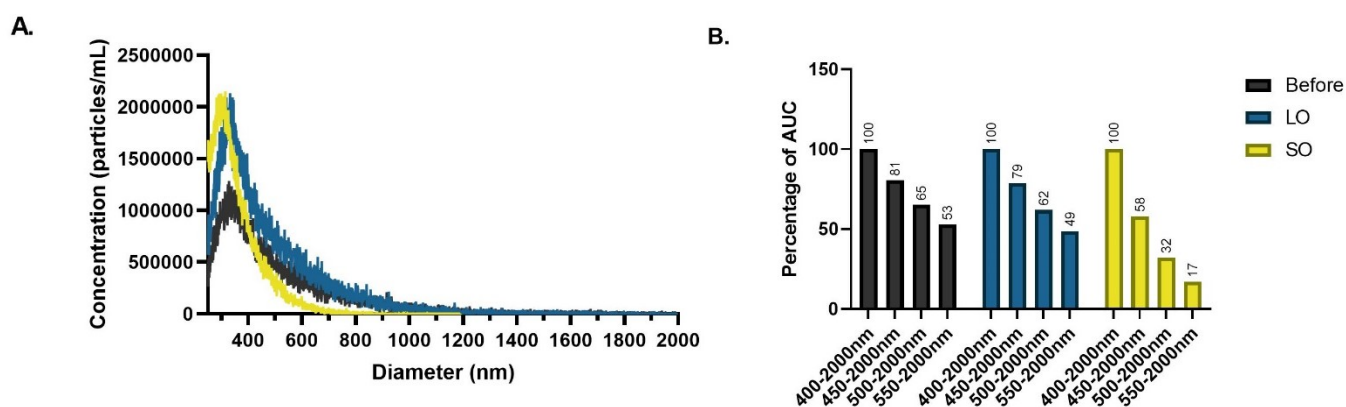 A.
2500000
2000000
1500000
1000000
500000
0
Concentration (particles/mL)
400 600 800 1000 1200 1400 1600 1800 2000
Diameter (nm)
B.
150
100
50
0
Percentage of AUC
100 81 65 53 100 79 62 49 100 58 32 17
400-2000nm
450-2000nm
500-2000nm
550-2000nm
400-2000nm
450-2000nm
500-2000nm
550-2000nm
400-2000nm
450-2000nm
500-2000nm
550-2000nm
Before
LO
SO